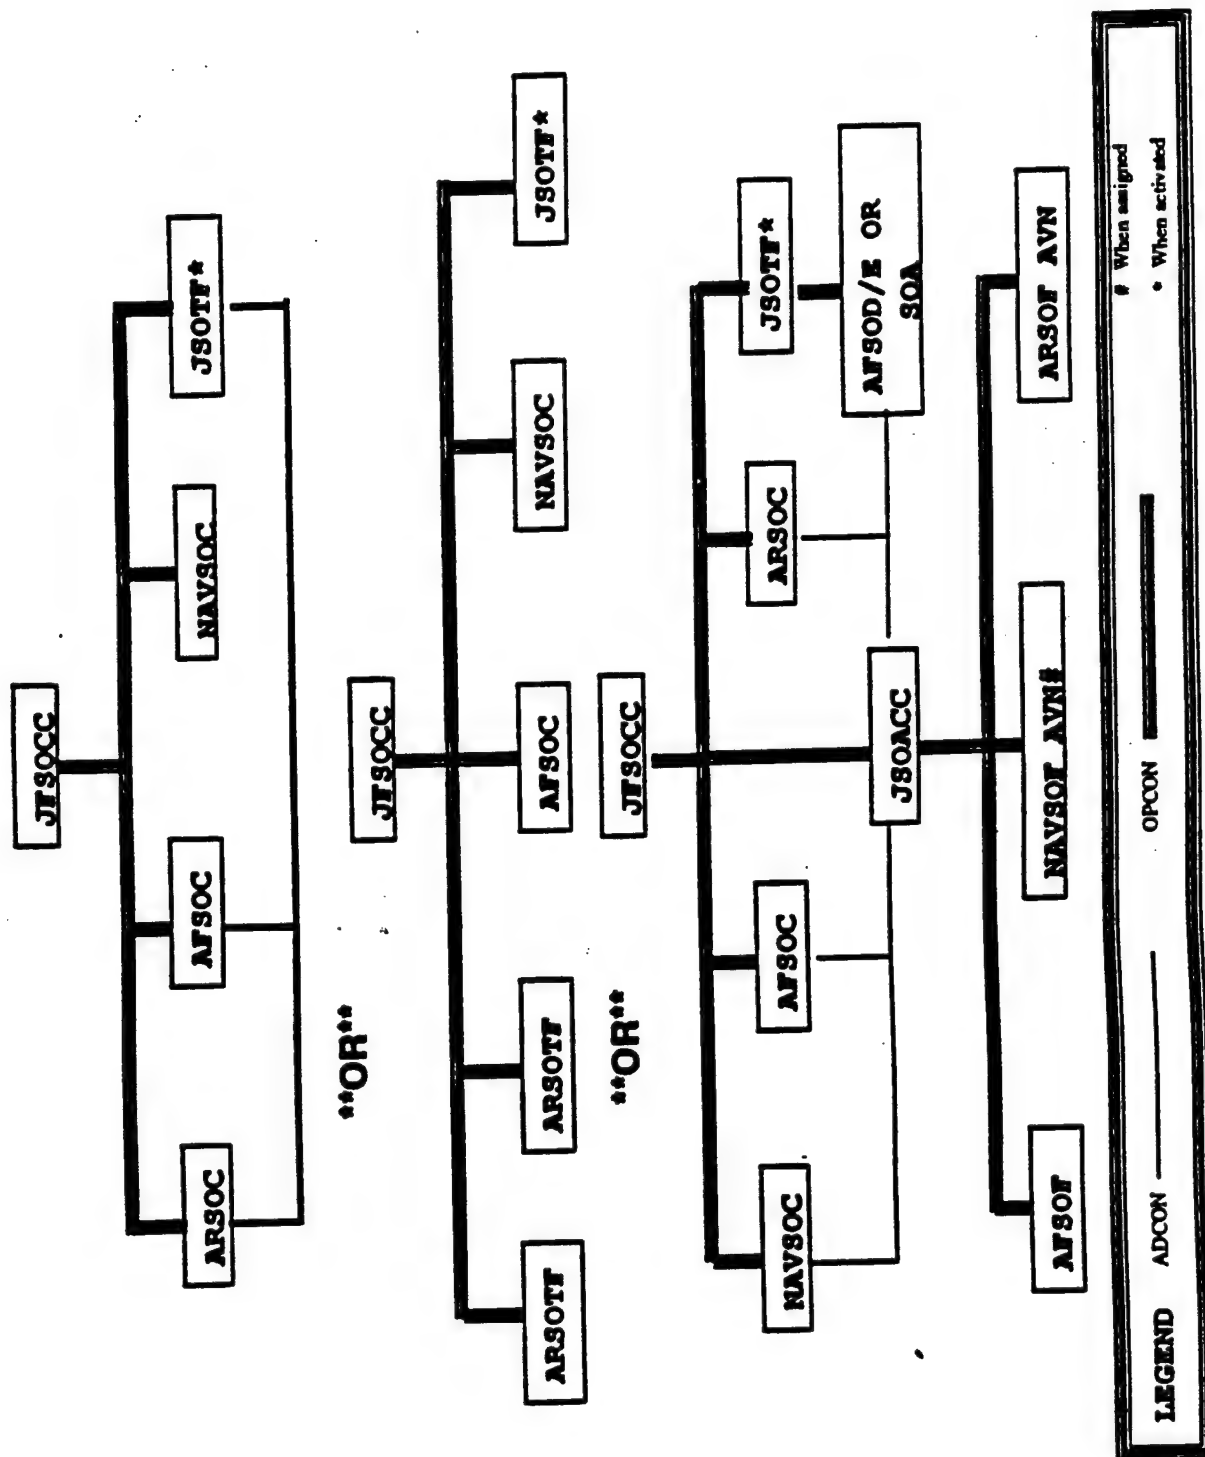 JFSOCC
ARSOC
AFSOC
NAVSOC
JSOTF*
**OR**
JFSOCC
ARSOTF
ARSOTF
AFSOC
NAVSOC
JSOTF*
**OR**
JFSOCC
NAVSOC
AFSOC
ARSOC
JSOTF*
JSOACC
AFSOD/E OR
SOA
AFSOF
NAVSOF AVN#
ARSOF AVN
LEGEND
ADCON
OPCON
# When assigned
* When activated